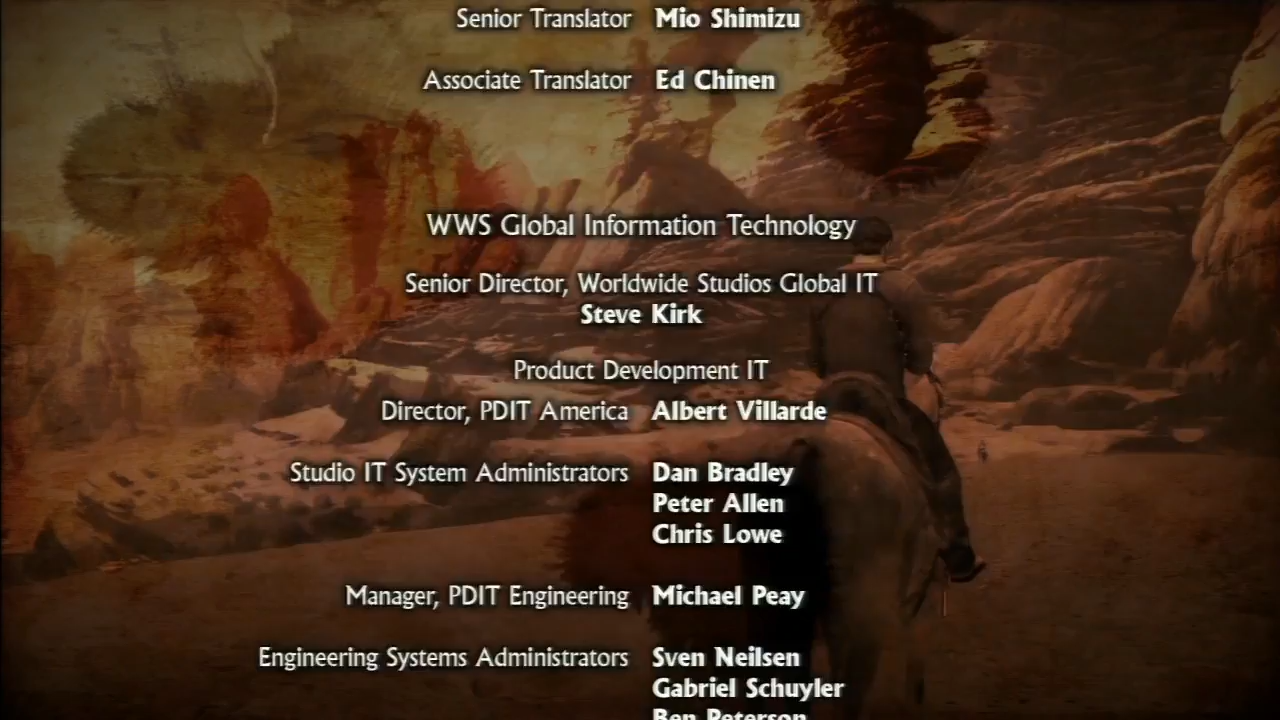 Senior Translator Mio Shimizu
Associate Translator Ed Chinen
WWS Global Information Technology
Senior Director, Worldwide Studios Global IT
Steve Kirk
Product Development IT
Director, PDIT America Albert Villarde
Studio IT System Administrators Dan Bradley
Peter Allen
Chris Lowe
Manager, PDIT Engineering Michael Peay
Engineering Systems Administrators Sven Neilsen
Gabriel Schuyler
Ben Peterson